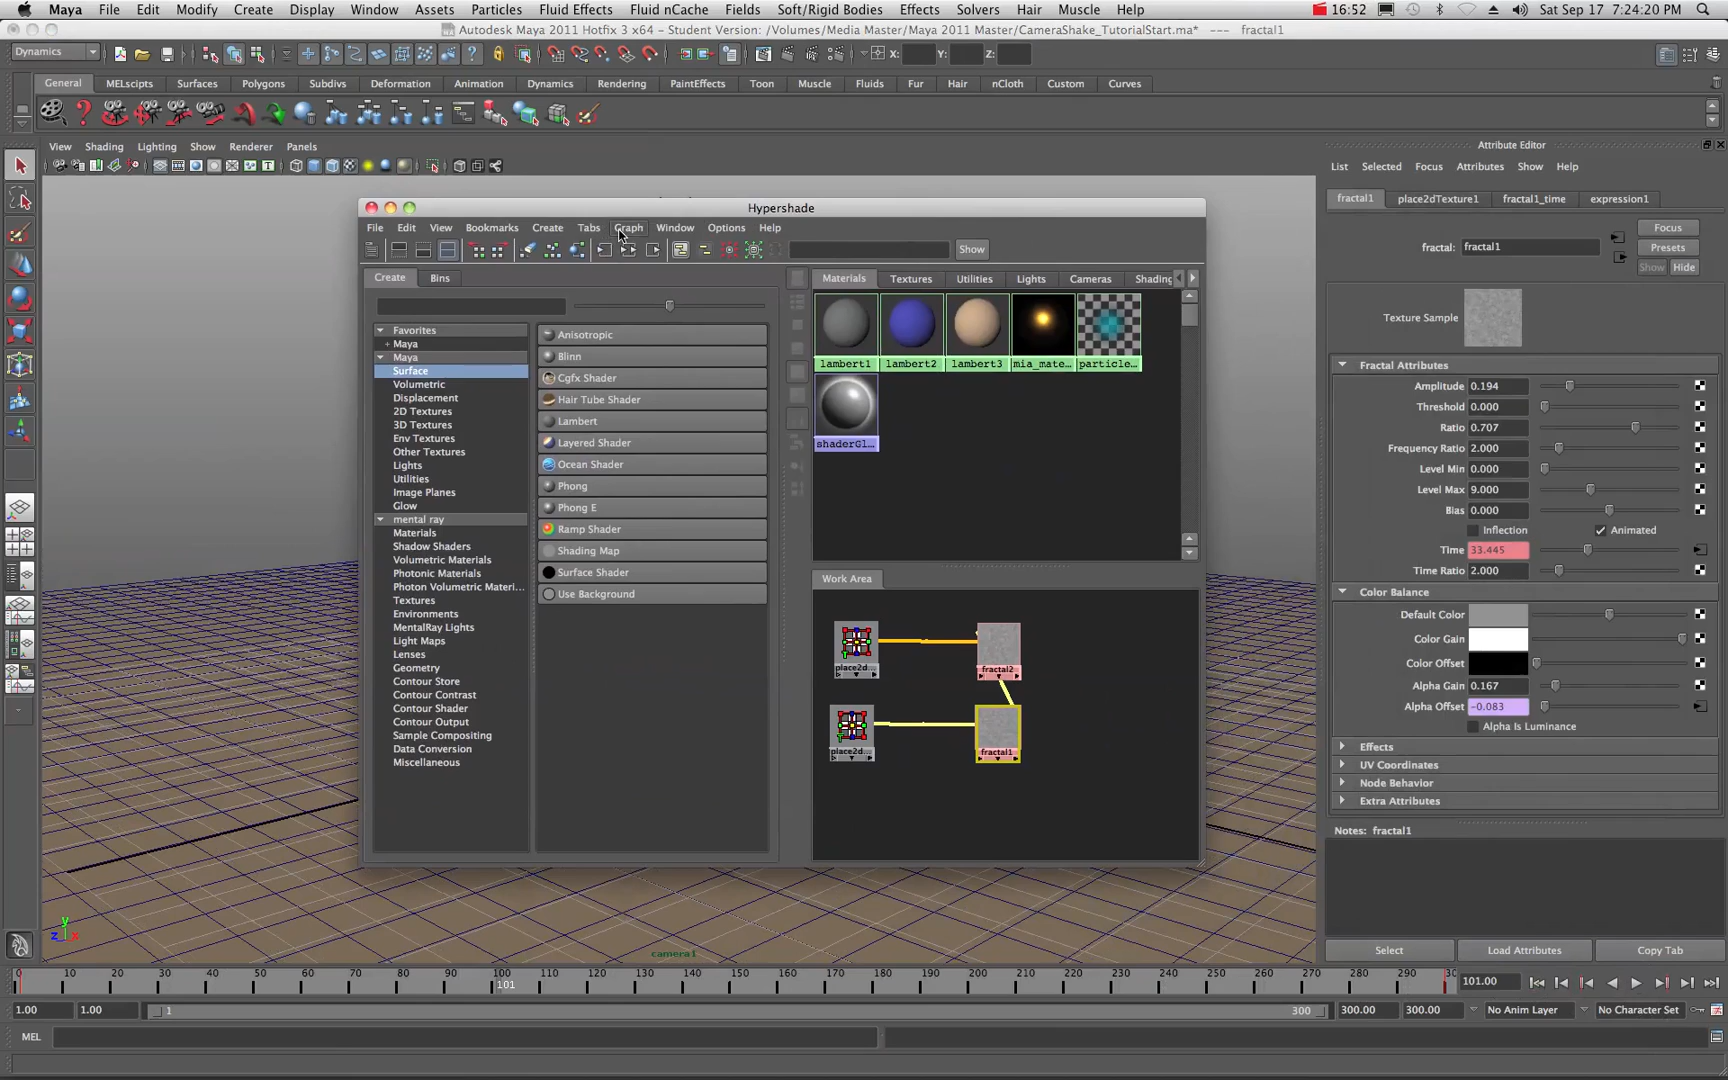 Maya File Edit Modify Create Display Window Assets Particles Fluid Effects Fluid nCache Fields Soft/Rigid Bodies Effects Solvers Hair Muscle Help 16:52 Sat Sep 17 7:24:20 PM
Autodesk Maya 2011 Hotfix 3 x64 - Student Version: /Volumes/Media Master/Maya 2011 Master/CameraShake_TutorialStart.ma* --- fractal1
Dynamics X: Y: Z:
General MELscipts Surfaces Polygons Subdivs Deformation Animation Dynamics Rendering PaintEffects Toon Muscle Fluids Fur Hair nCloth Custom Curves
View Shading Lighting Show Renderer Panels
Attribute Editor
List Selected Focus Attributes Show Help
fractal1 place2dTexture1 fractal1_time expression1
fractal: fractal1
Focus
Presets
Show Hide
Texture Sample
Fractal Attributes
Amplitude 0.194
Threshold 0.000
Ratio 0.707
Frequency Ratio 2.000
Level Min 0.000
Level Max 9.000
Bias 0.000
Inflection Animated
Time 33.445
Time Ratio 2.000
Color Balance
Default Color
Color Gain
Color Offset
Alpha Gain 0.167
Alpha Offset -0.083
Alpha Is Luminance
Effects
UV Coordinates
Node Behavior
Extra Attributes
Notes: fractal1
Select Load Attributes Copy Tab
Hypershade
File Edit View Bookmarks Create Tabs Graph Window Options Help
Show
Create Bins
Favorites
+ Maya
Maya
Surface
Volumetric
Displacement
2D Textures
3D Textures
Env Textures
Other Textures
Lights
Utilities
Image Planes
Glow
mental ray
Materials
Shadow Shaders
Volumetric Materials
Photonic Materials
Photon Volumetric Materi...
Textures
Environments
MentalRay Lights
Light Maps
Lenses
Geometry
Contour Store
Contour Contrast
Contour Shader
Contour Output
Sample Compositing
Data Conversion
Miscellaneous
Anisotropic
Blinn
Cgfx Shader
Hair Tube Shader
Lambert
Layered Shader
Ocean Shader
Phong
Phong E
Ramp Shader
Shading Map
Surface Shader
Use Background
Materials Textures Utilities Lights Cameras Shading
lambert1 lambert2 lambert3 mia_mate... particle...
shaderGl...
Work Area
place2d... fractal2
place2d... fractal1
y
z x
camera1
0 10 20 30 40 50 60 70 80 90 100 110 120 130 140 150 160 170 180 190 200 210 220 230 240 250 260 270 280 290 30
101
101.00
1.00 1.00 1 300 300.00 300.00 No Anim Layer No Character Set
MEL